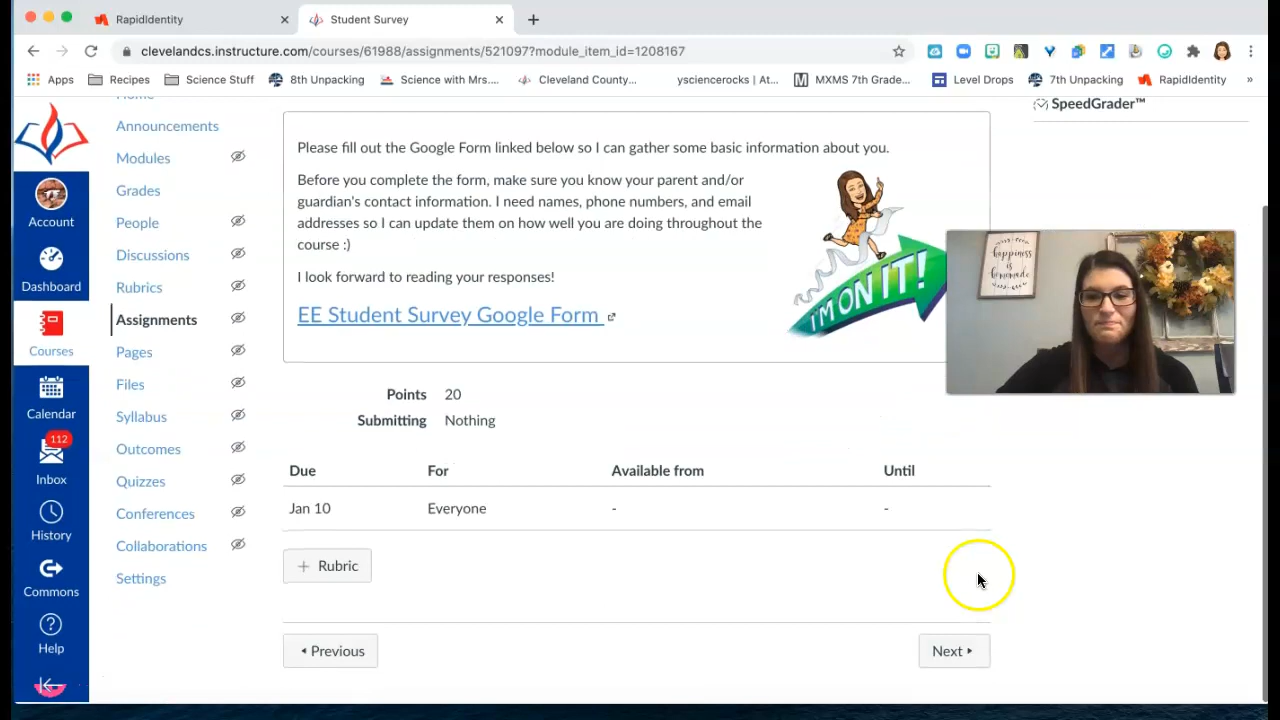 RapidIdentity
Student Survey
clevelandcs.instructure.com/courses/61988/assignments/521097?module_item_id=1208167
Apps
Recipes
Science Stuff
8th Unpacking
Science with Mrs....
Cleveland County...
ysciencerocks | At...
MXMS 7th Grade...
Level Drops
7th Unpacking
RapidIdentity
»
Account
Dashboard
Courses
Calendar
112
Inbox
History
Commons
Help
Home
Announcements
Modules
Grades
People
Discussions
Rubrics
Assignments
Pages
Files
Syllabus
Outcomes
Quizzes
Conferences
Collaborations
Settings
Please fill out the Google Form linked below so I can gather some basic information about you.
Before you complete the form, make sure you know your parent and/or
guardian's contact information. I need names, phone numbers, and email
addresses so I can update them on how well you are doing throughout the
course :)
I look forward to reading your responses!
EE Student Survey Google Form
I'M ON IT!
Points 20
Submitting Nothing
Due For Available from Until
Jan 10 Everyone - -
+ Rubric
Previous
Next
SpeedGrader™
happiness
is
homemade